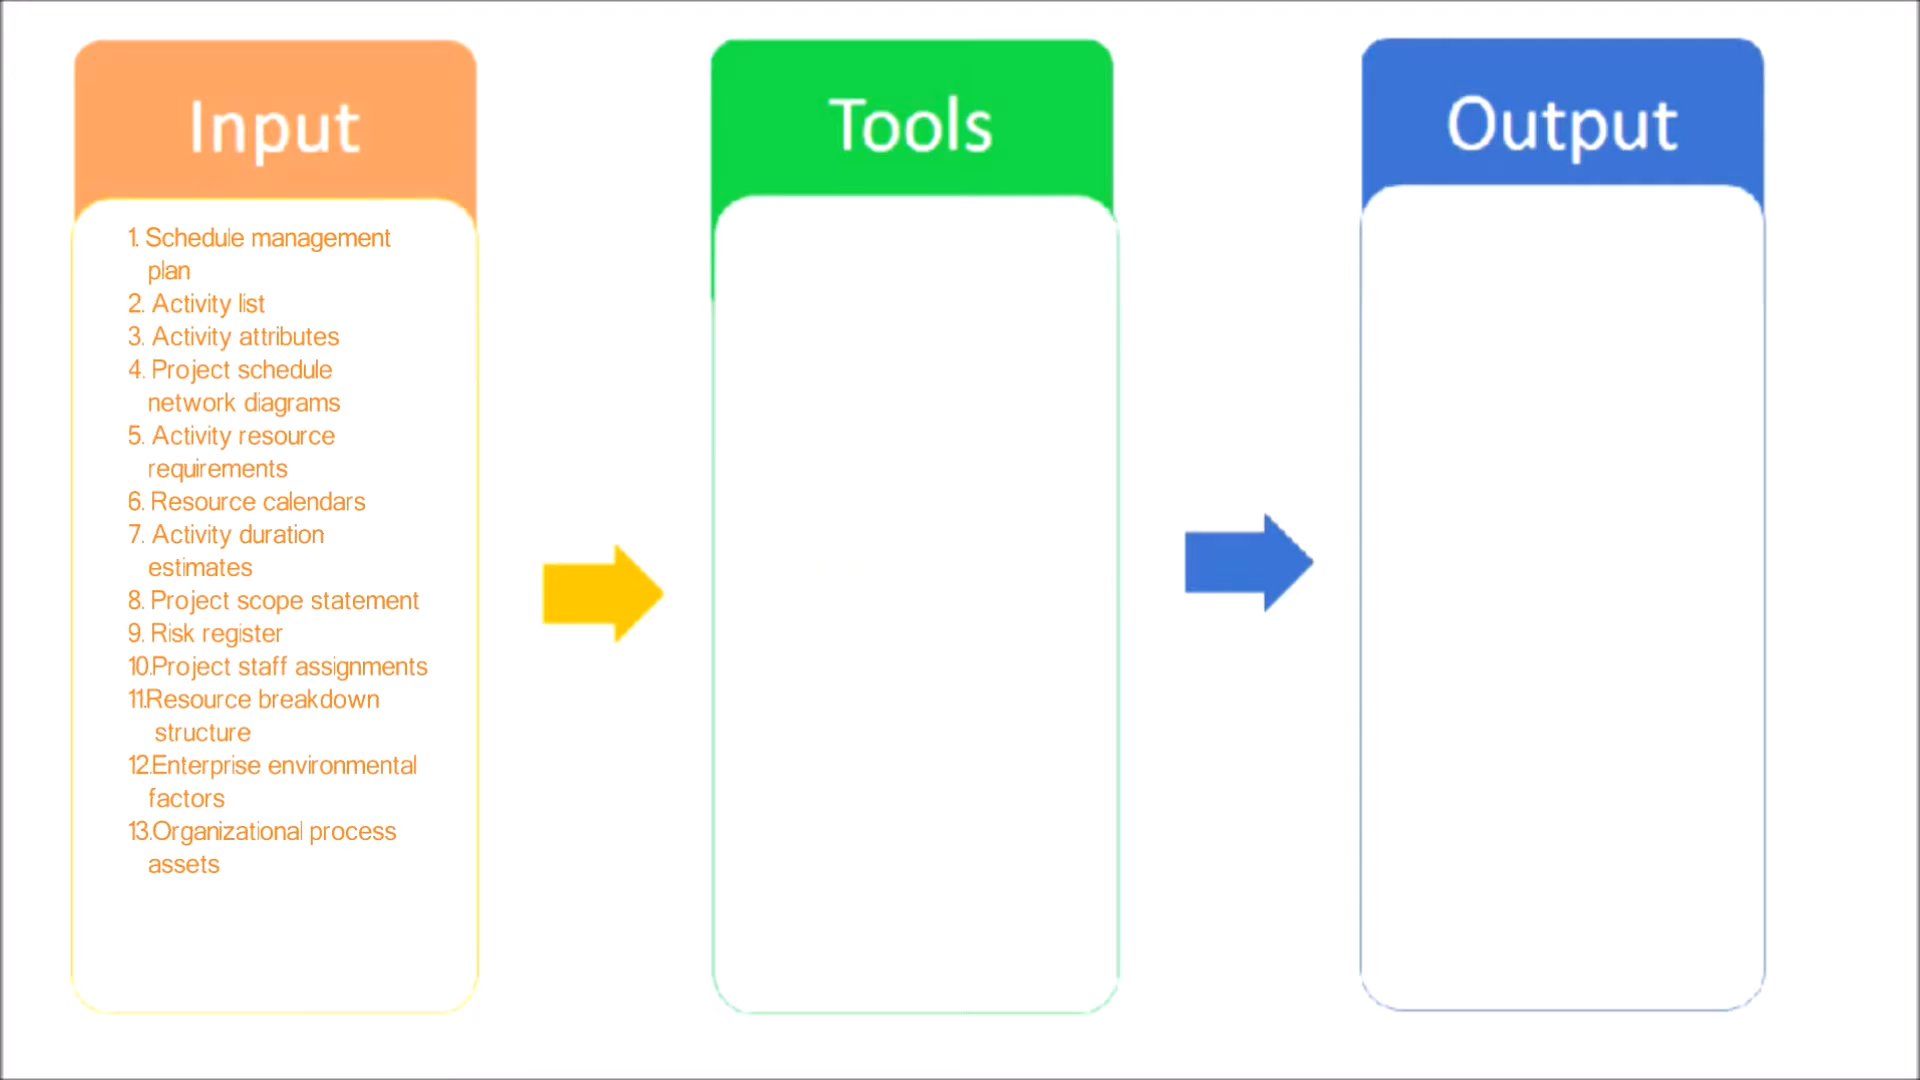 Input
1. Schedule management
plan
2. Activity list
3. Activity attributes
4. Project schedule
network diagrams
5. Activity resource
requirements
6. Resource calendars
7. Activity duration
estimates
8. Project scope statement
9. Risk register
10.Project staff assignments
11.Resource breakdown
structure
12.Enterprise environmental
factors
13.Organizational process
assets
Tools
Output